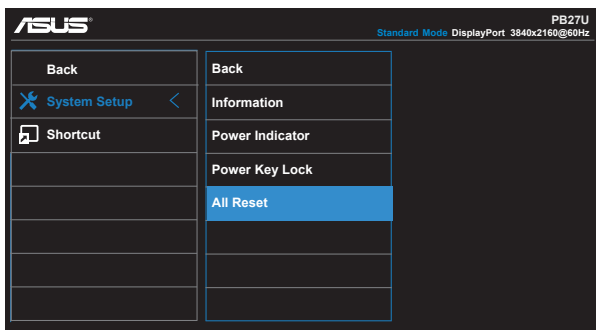 ASUS
PB27U
Standard Mode DisplayPort 3840x2160@60Hz
Back
System Setup
Shortcut
Back
Information
Power Indicator
Power Key Lock
All Reset